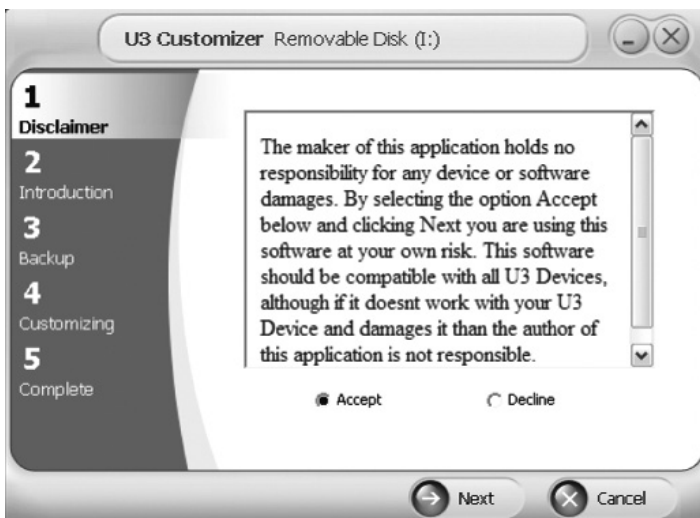 U3 Customizer Removable Disk (I:)
1
Disclaimer
2
Introduction
3
Backup
4
Customizing
5
Complete
The maker of this application holds no
responsibility for any device or software
damages. By selecting the option Accept
below and clicking Next you are using this
software at your own risk. This software
should be compatible with all U3 Devices,
although if it doesnt work with your U3
Device and damages it than the author of
this application is not responsible.
Accept
Decline
Next
Cancel